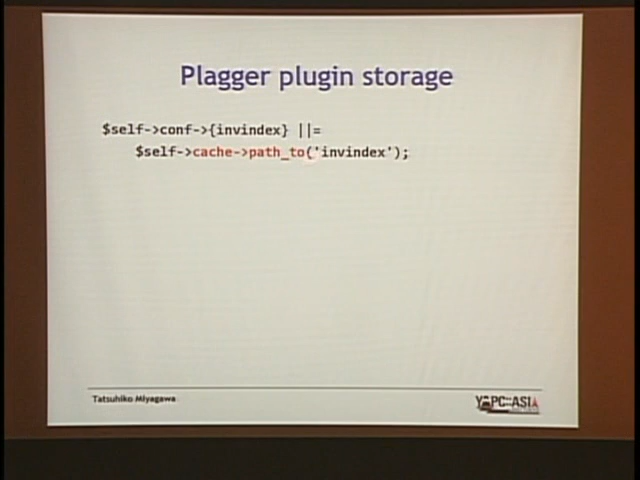 Plagger plugin storage
$self->conf->{invindex} ||=
$self->cache->path_to('invindex');
Tatsuhiko Miyagawa
YAPC::ASIA